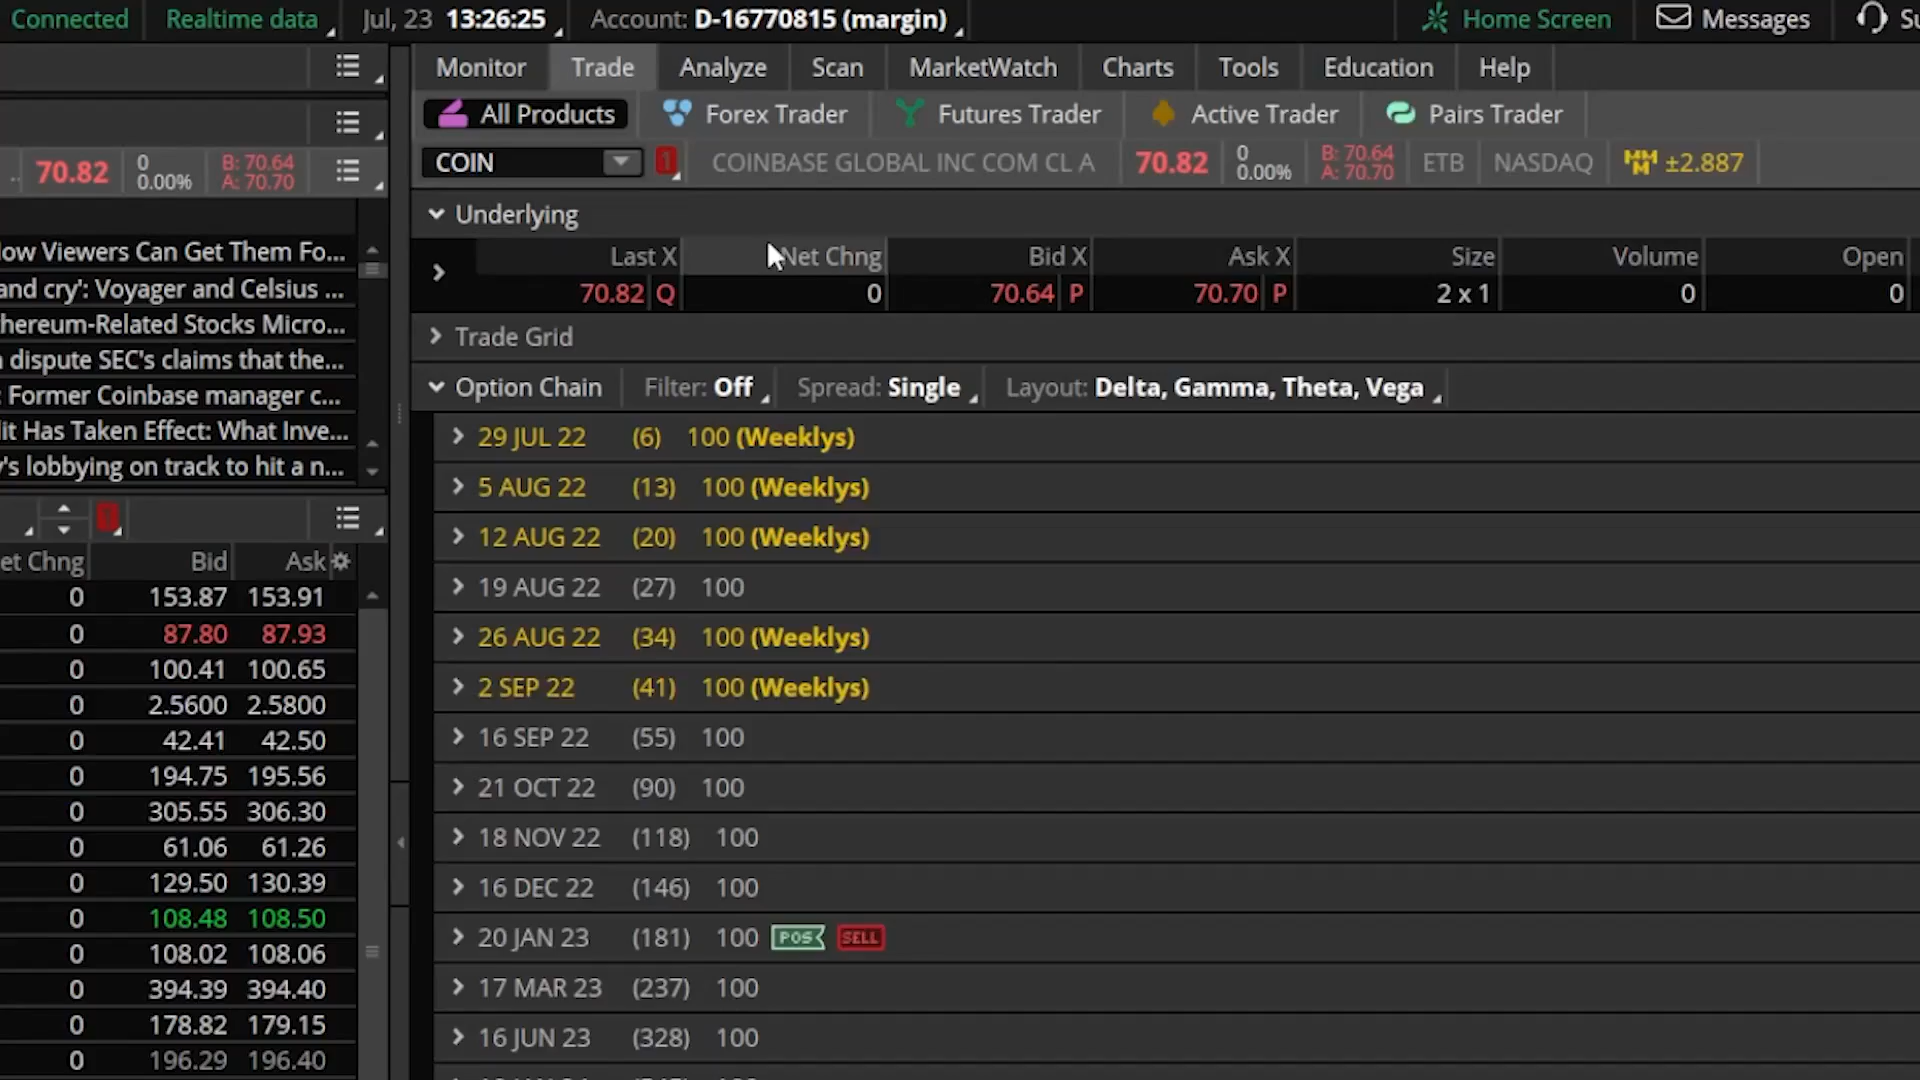 Connected Realtime data Jul, 23 13:26:25 Account: D-16770815 (margin) Home Screen Messages
Monitor Trade Analyze Scan MarketWatch Charts Tools Education Help
All Products Forex Trader Futures Trader Active Trader Pairs Trader
.. 70.82 0 0.00% B: 70.64 A: 70.70
COIN 1 COINBASE GLOBAL INC COM CL A 70.82 0 0.00% B: 70.64 A: 70.70 ETB NASDAQ MMM ±2.887
Underlying
Last X Net Chng Bid X Ask X Size Volume Open
70.82 Q 0 70.64 P 70.70 P 2 x 1 0 0
Trade Grid
Option Chain Filter: Off Spread: Single Layout: Delta, Gamma, Theta, Vega
29 JUL 22 (6) 100 (Weeklys)
5 AUG 22 (13) 100 (Weeklys)
12 AUG 22 (20) 100 (Weeklys)
19 AUG 22 (27) 100
26 AUG 22 (34) 100 (Weeklys)
2 SEP 22 (41) 100 (Weeklys)
16 SEP 22 (55) 100
21 OCT 22 (90) 100
18 NOV 22 (118) 100
16 DEC 22 (146) 100
20 JAN 23 (181) 100 POS SELL
17 MAR 23 (237) 100
16 JUN 23 (328) 100
Viewers Can Get Them Fo...
and cry': Voyager and Celsius ...
thereum-Related Stocks Micro...
dispute SEC's claims that the...
: Former Coinbase manager c...
it Has Taken Effect: What Inve...
y's lobbying on track to hit a n...
1
et Chng Bid Ask
0 153.87 153.91
0 87.80 87.93
0 100.41 100.65
0 2.5600 2.5800
0 42.41 42.50
0 194.75 195.56
0 305.55 306.30
0 61.06 61.26
0 129.50 130.39
0 108.48 108.50
0 108.02 108.06
0 394.39 394.40
0 178.82 179.15
0 196.29 196.40